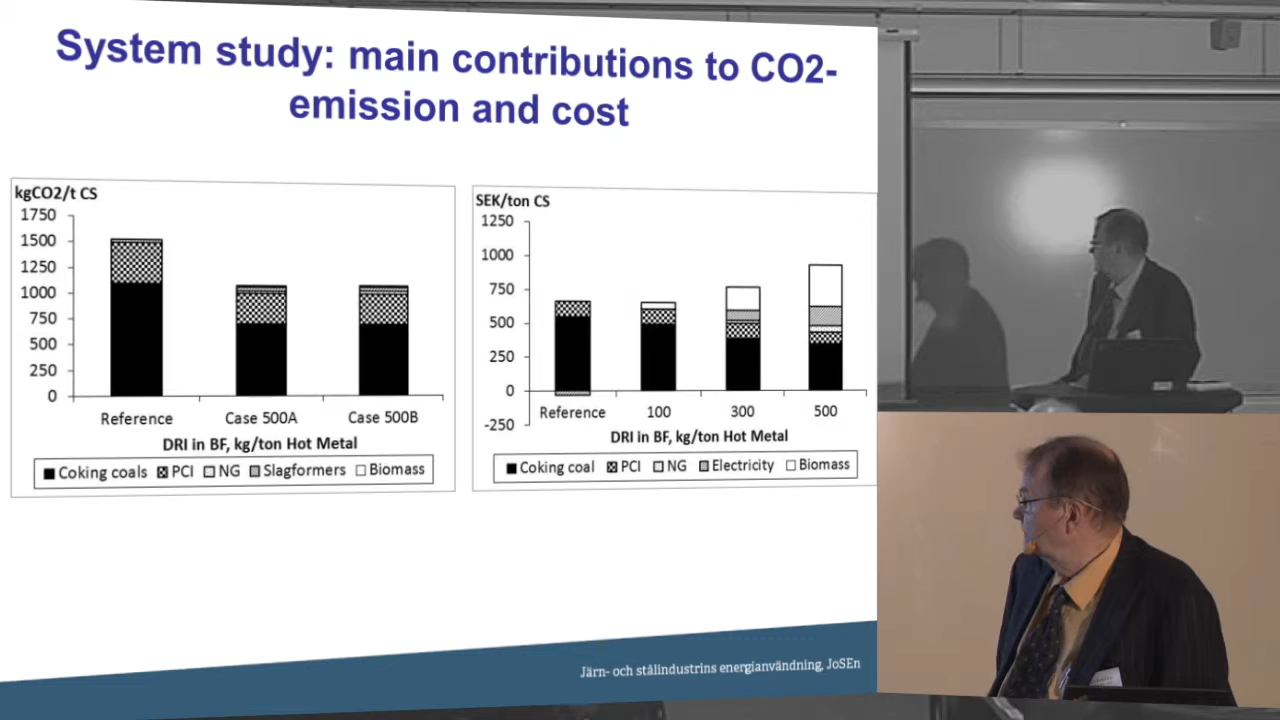 System study: main contributions to CO2-
emission and cost
kgCO2/t CS
1750
1500
1250
1000
750
500
250
0
Reference Case 500A Case 500B
DRI in BF, kg/ton Hot Metal
Coking coals PCI NG Slagformers Biomass
SEK/ton CS
1250
1000
750
500
250
0
-250
Reference 100 300 500
DRI in BF, kg/ton Hot Metal
Coking coal PCI NG Electricity Biomass
Järn- och stålindustrins energianvändning, JoSEn